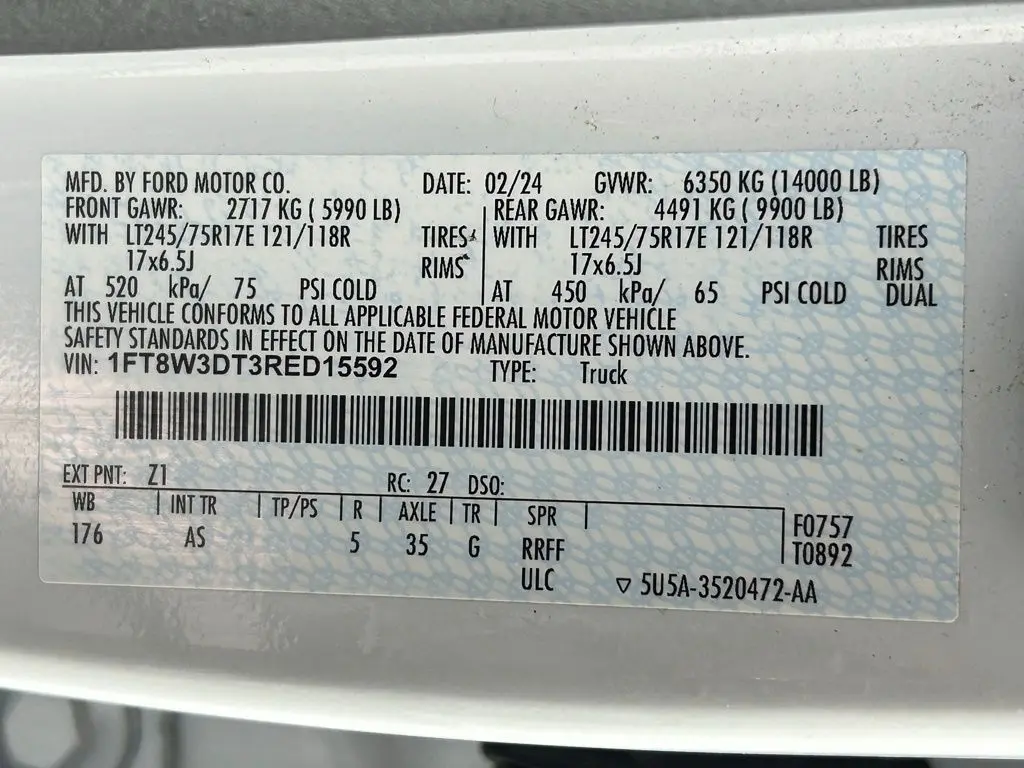 MFD. BY FORD MOTOR CO. DATE: 02/24 GVWR: 6350 KG (14000 LB)
FRONT GAWR: 2717 KG ( 5990 LB) REAR GAWR: 4491 KG ( 9900 LB)
WITH LT245/75R17E 121/118R TIRES WITH LT245/75R17E 121/118R TIRES
17x6.5J RIMS 17x6.5J RIMS
AT 520 kPa/ 75 PSI COLD AT 450 kPa/ 65 PSI COLD DUAL
THIS VEHICLE CONFORMS TO ALL APPLICABLE FEDERAL MOTOR VEHICLE
SAFETY STANDARDS IN EFFECT ON THE DATE OF MANUFACTURE SHOWN ABOVE.
VIN: 1FT8W3DT3RED15592 TYPE: Truck
EXT PNT: Z1 RC: 27 DSO:
WB INT TR TP/PS R AXLE TR SPR F0757
176 AS 5 35 G RRFF T0892
ULC ▽ 5U5A-3520472-AA